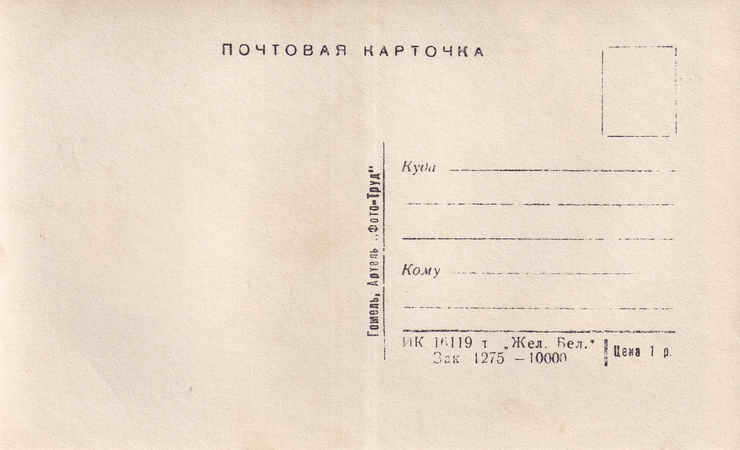 ПОЧТОВАЯ КАРТОЧКА
Куда
Кому
Гомель, Артель „Фото-Труд"
ИК 16119 т „Жел. Бел."
Зак 1275 – 10000
Цена 1 р.